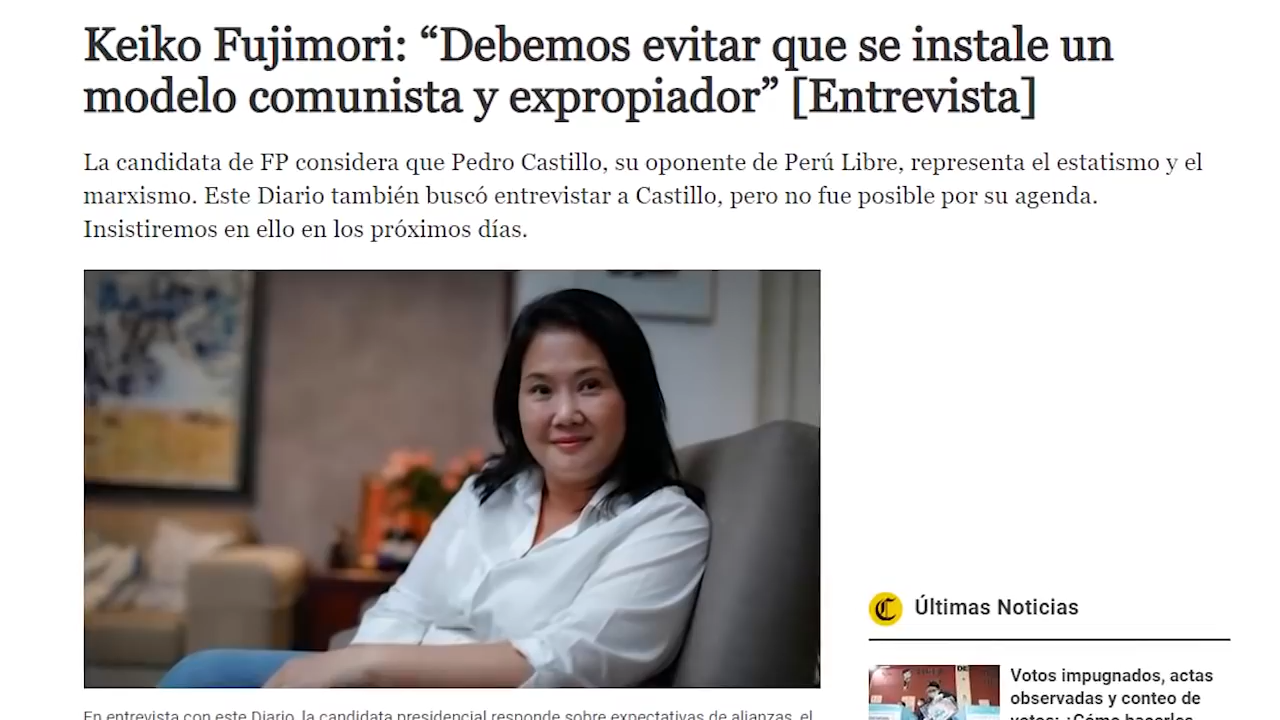 Keiko Fujimori: “Debemos evitar que se instale un
modelo comunista y expropiador” [Entrevista]
La candidata de FP considera que Pedro Castillo, su oponente de Perú Libre, representa el estatismo y el
marxismo. Este Diario también buscó entrevistar a Castillo, pero no fue posible por su agenda.
Insistiremos en ello en los próximos días.
En entrevista con este Diario, la candidata presidencial responde sobre expectativas de alianzas, el
Últimas Noticias
Votos impugnados, actas
observadas y conteo de
votos: ¿Cómo hacerles